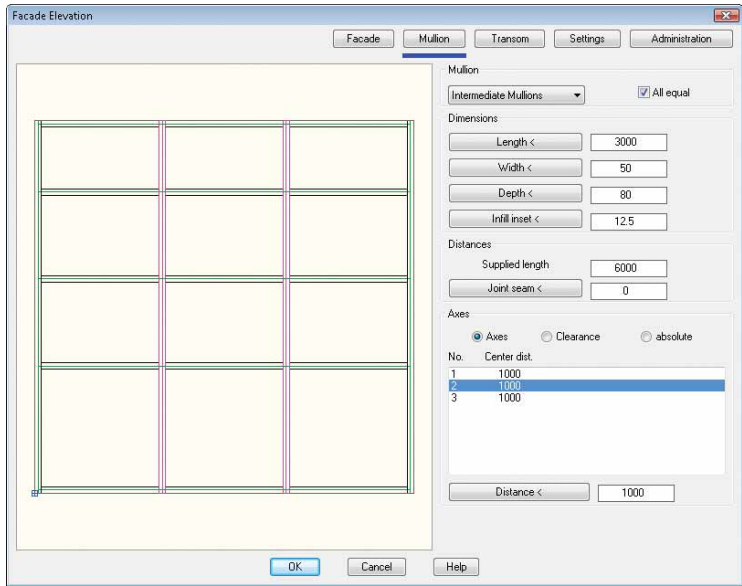 Facade Elevation
Facade Mullion Transom Settings Administration
Mullion
Intermediate Mullions All equal
Dimensions
Length < 3000
Width < 50
Depth < 80
Infill inset < 12.5
Distances
Supplied length 6000
Joint seam < 0
Axes
Axes Clearance absolute
No. Center dist.
1 1000
2 1000
3 1000
Distance < 1000
OK Cancel Help